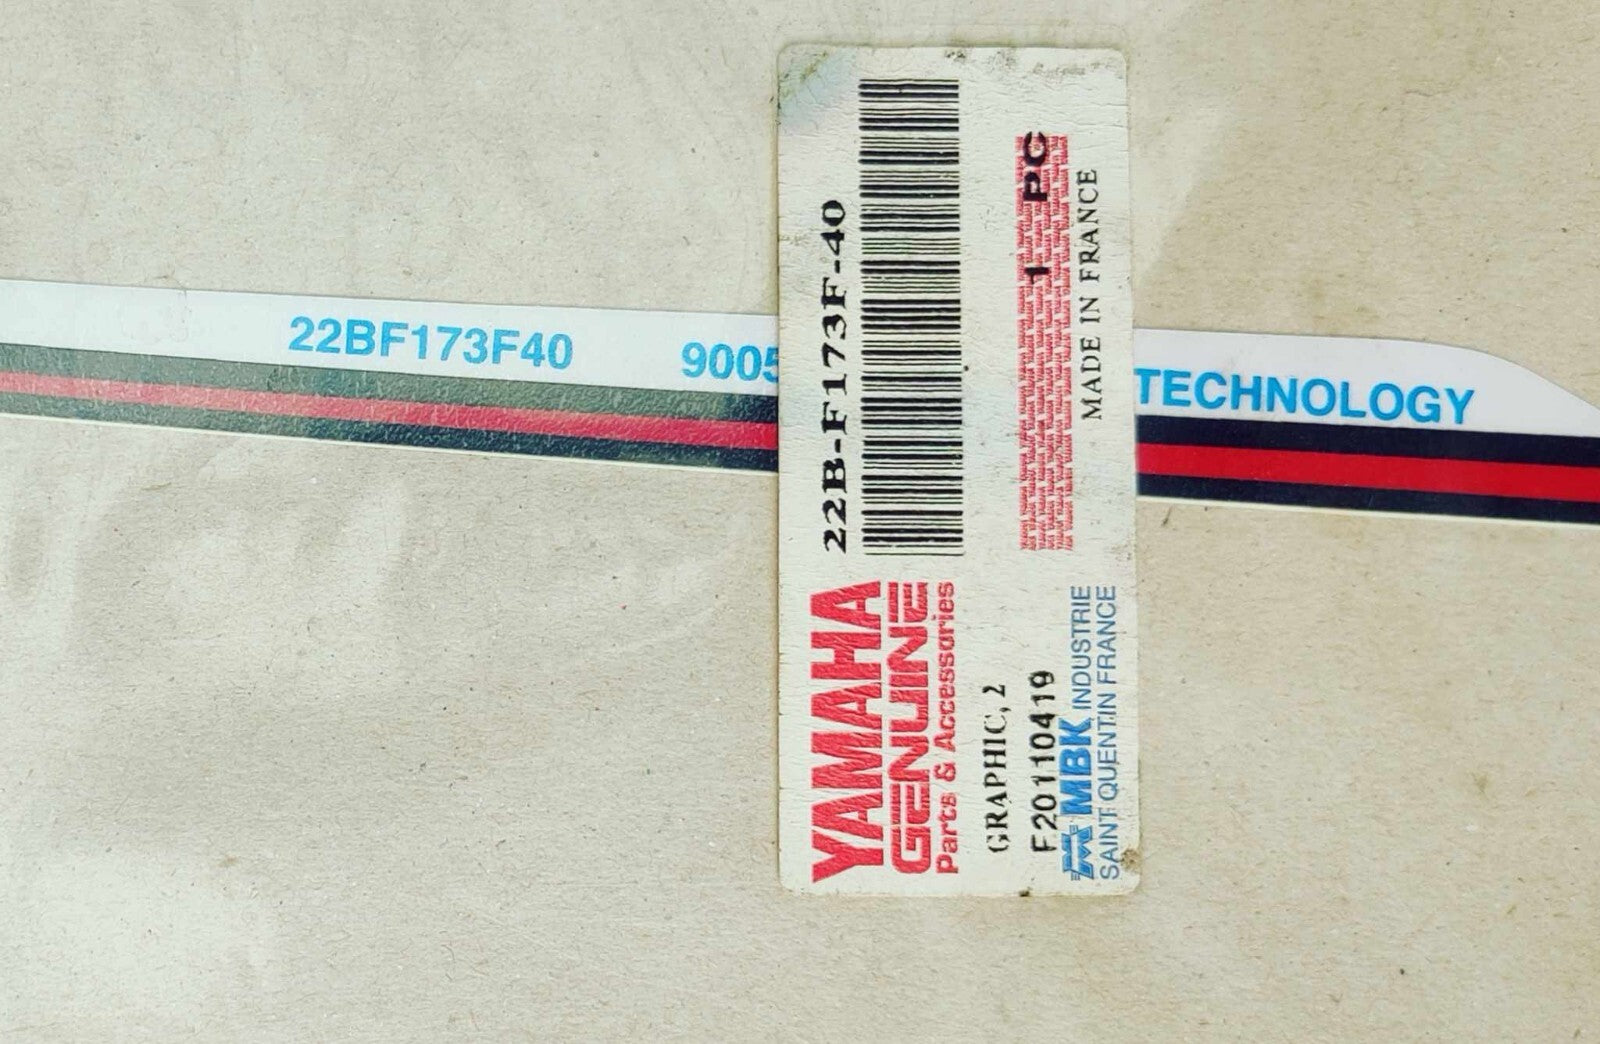 22BF173F40 9005
TECHNOLOGY
22B-F173F-40
YAMAHA
GENUINE
Parts & Accessories
GRAPHIC, 2
1 PC
F20110419
MADE IN FRANCE
MBK INDUSTRIE
SAINT QUENTIN FRANCE